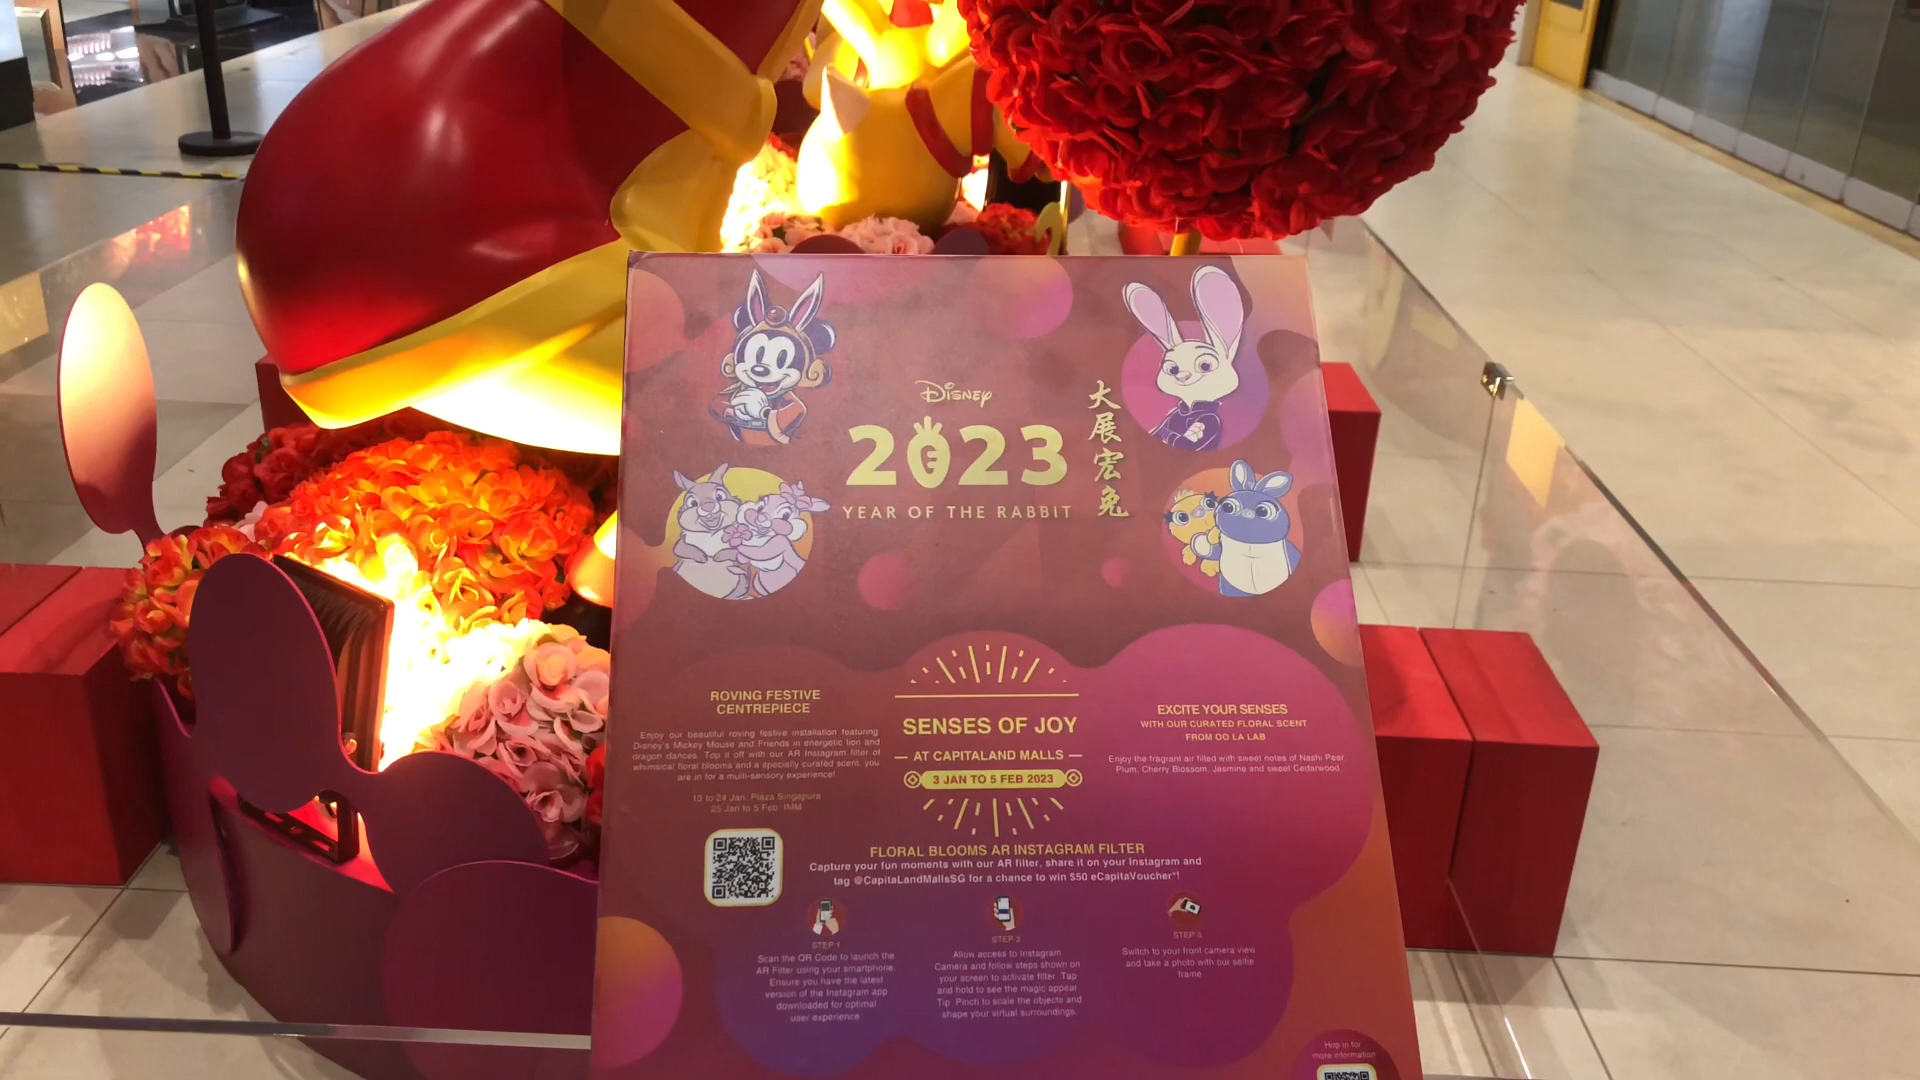 Disney
2023
YEAR OF THE RABBIT
大展宏兔
ROVING FESTIVE
CENTREPIECE
Enjoy our beautiful roving festive installation featuring
Disney's Mickey Mouse and Friends in energetic lion and
dragon dances. Top it off with our AR Instagram filter of
whimsical floral blooms and a specially curated scent, you
are in for a multi-sensory experience!
13 to 24 Jan: Plaza Singapura
25 Jan to 5 Feb: IMM
SENSES OF JOY
AT CAPITALAND MALLS
3 JAN TO 5 FEB 2023
EXCITE YOUR SENSES
WITH OUR CURATED FLORAL SCENT
FROM OO LA LAB
Enjoy the fragrant air filled with sweet notes of Nashi Pear,
Plum, Cherry Blossom, Jasmine and sweet Cedarwood.
FLORAL BLOOMS AR INSTAGRAM FILTER
Capture your fun moments with our AR filter, share it on your Instagram and
tag @CapitaLandMallsSG for a chance to win $50 eCapitaVoucher*!
STEP 1
Scan the QR Code to launch the
AR Filter using your smartphone.
Ensure you have the latest
version of the Instagram app
downloaded for optimal
user experience.
STEP 2
Allow access to Instagram
Camera and follow steps shown on
your screen to activate filter. Tap
and hold to see the magic appear.
Tip: Pinch to scale the objects and
shape your virtual surroundings.
STEP 3
Switch to your front camera view
and take a photo with our selfie
frame.
Hop in for
more information